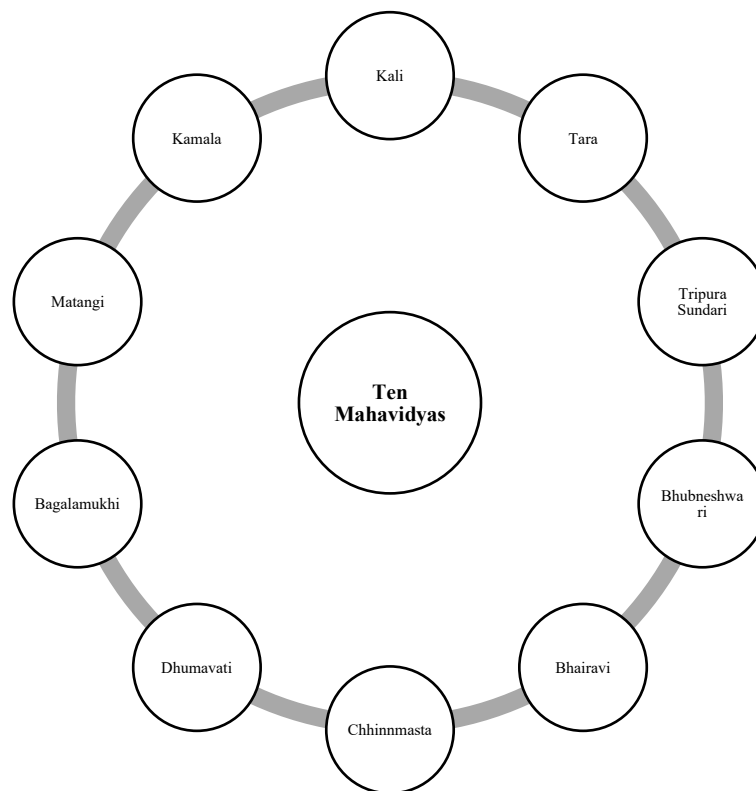 Kali
Tara
Tripura
Sundari
Bhubneshwa
ri
Bhairavi
Chhinnmasta
Dhumavati
Bagalamukhi
Matangi
Kamala
Ten
Mahavidyas